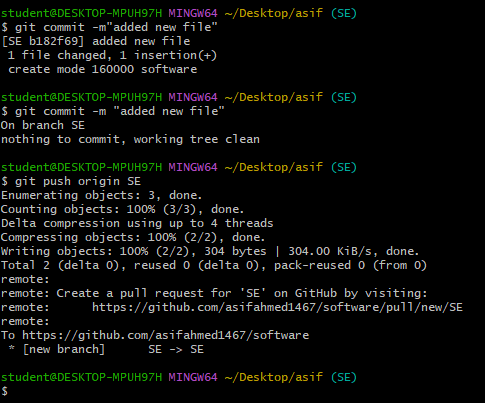 student@DESKTOP-MPUH97H MINGW64 ~/Desktop/asif (SE)
$ git commit -m"added new file"
[SE b182f69] added new file
 1 file changed, 1 insertion(+)
 create mode 160000 software

student@DESKTOP-MPUH97H MINGW64 ~/Desktop/asif (SE)
$ git commit -m "added new file"
On branch SE
nothing to commit, working tree clean

student@DESKTOP-MPUH97H MINGW64 ~/Desktop/asif (SE)
$ git push origin SE
Enumerating objects: 3, done.
Counting objects: 100% (3/3), done.
Delta compression using up to 4 threads
Compressing objects: 100% (2/2), done.
Writing objects: 100% (2/2), 304 bytes | 304.00 KiB/s, done.
Total 2 (delta 0), reused 0 (delta 0), pack-reused 0 (from 0)
remote:
remote: Create a pull request for 'SE' on GitHub by visiting:
remote:      https://github.com/asifahmed1467/software/pull/new/SE
remote:
To https://github.com/asifahmed1467/software
 * [new branch]      SE -> SE

student@DESKTOP-MPUH97H MINGW64 ~/Desktop/asif (SE)
$